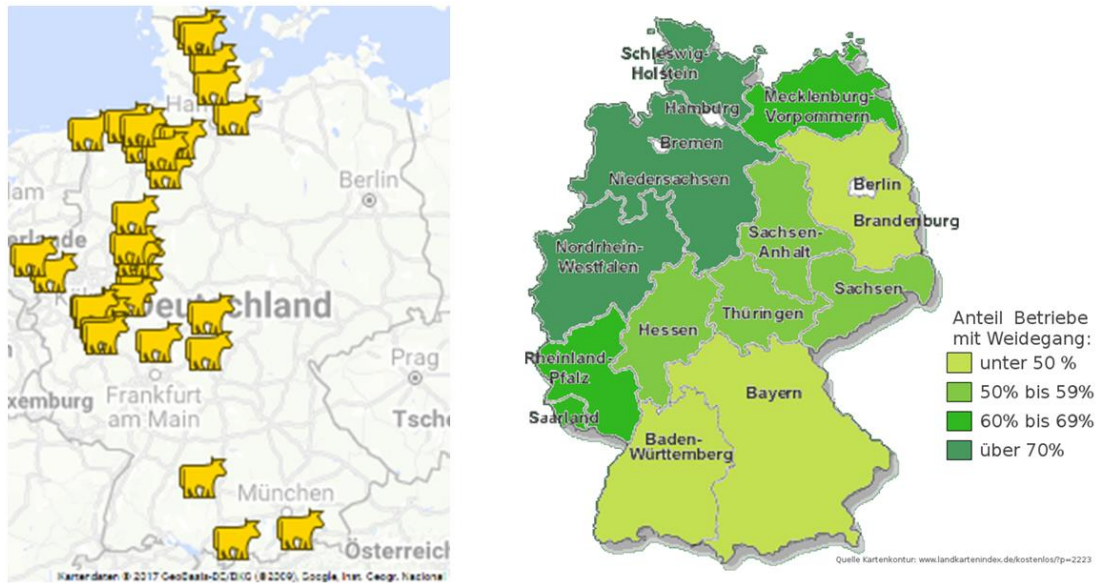 Ham
Berlin
Deutschland
Prag
Frankfurt
am Main
Tsche
München
Österreich
Kartendaten © 2017 GeoBasis-DE/BKG (©2009), Google, Inst. Geogr. Nacional
Schleswig-
Holstein
Hamburg
Mecklenburg-
Vorpommern
Bremen
Niedersachsen
Berlin
Brandenburg
Sachsen-
Anhalt
Nordrhein-
Westfalen
Sachsen
Thüringen
Hessen
Rheinland-
Pfalz
Saarland
Bayern
Baden-
Württemberg
Anteil Betriebe
mit Weidegang:
unter 50 %
50% bis 59%
60% bis 69%
über 70%
Quelle Kartenkontur: www.landkartenindex.de/kostenlos/?p=2223